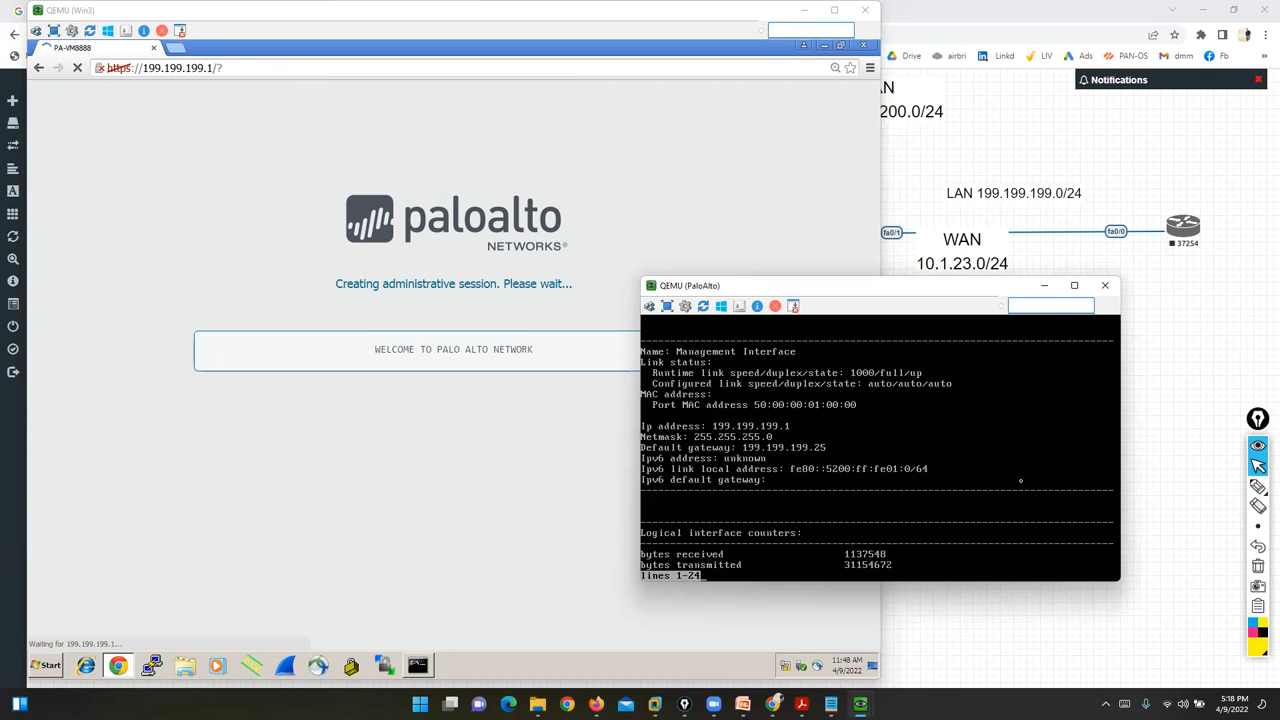 QEMU (Win3)
PA-VM8888
https://199.199.199.1/?
Drive
airbri
Linkd
LIV
Ads
PAN-OS
dmm
Fb
Notifications
AN
200.0/24
LAN 199.199.199.0/24
fa0/1
WAN
10.1.23.0/24
fa0/0
37254
paloalto
NETWORKS®
Creating administrative session. Please wait...
WELCOME TO PALO ALTO NETWORK
QEMU (PaloAlto)
Name: Management Interface
Link status:
Runtime link speed/duplex/state: 1000/full/up
Configured link speed/duplex/state: auto/auto/auto
MAC address:
Port MAC address 50:00:00:01:00:00
Ip address: 199.199.199.1
Netmask: 255.255.255.0
Default gateway: 199.199.199.25
Ipv6 address: unknown
Ipv6 link local address: fe80::5200:ff:fe01:0/64
Ipv6 default gateway:
Logical interface counters:
bytes received 1137548
bytes transmitted 31154672
lines 1-24
Waiting for 199.199.199.1...
Start
11:48 AM
4/9/2022
5:18 PM
4/9/2022